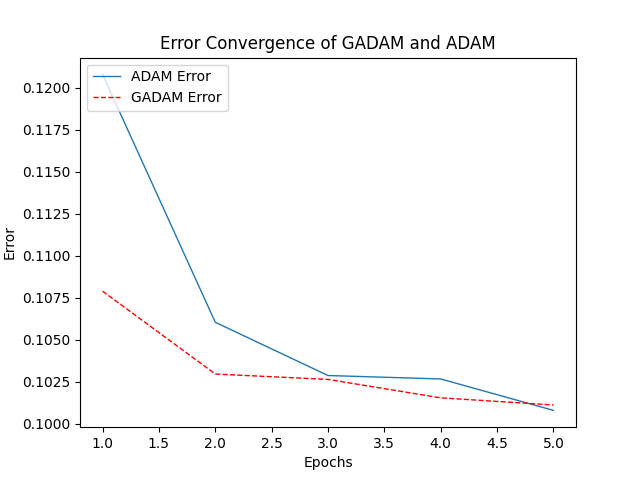 Error Convergence of GADAM and ADAM
ADAM Error
GADAM Error
0.1200
0.1175
0.1150
0.1125
0.1100
0.1075
0.1050
0.1025
0.1000
Error
1.0 1.5 2.0 2.5 3.0 3.5 4.0 4.5 5.0
Epochs